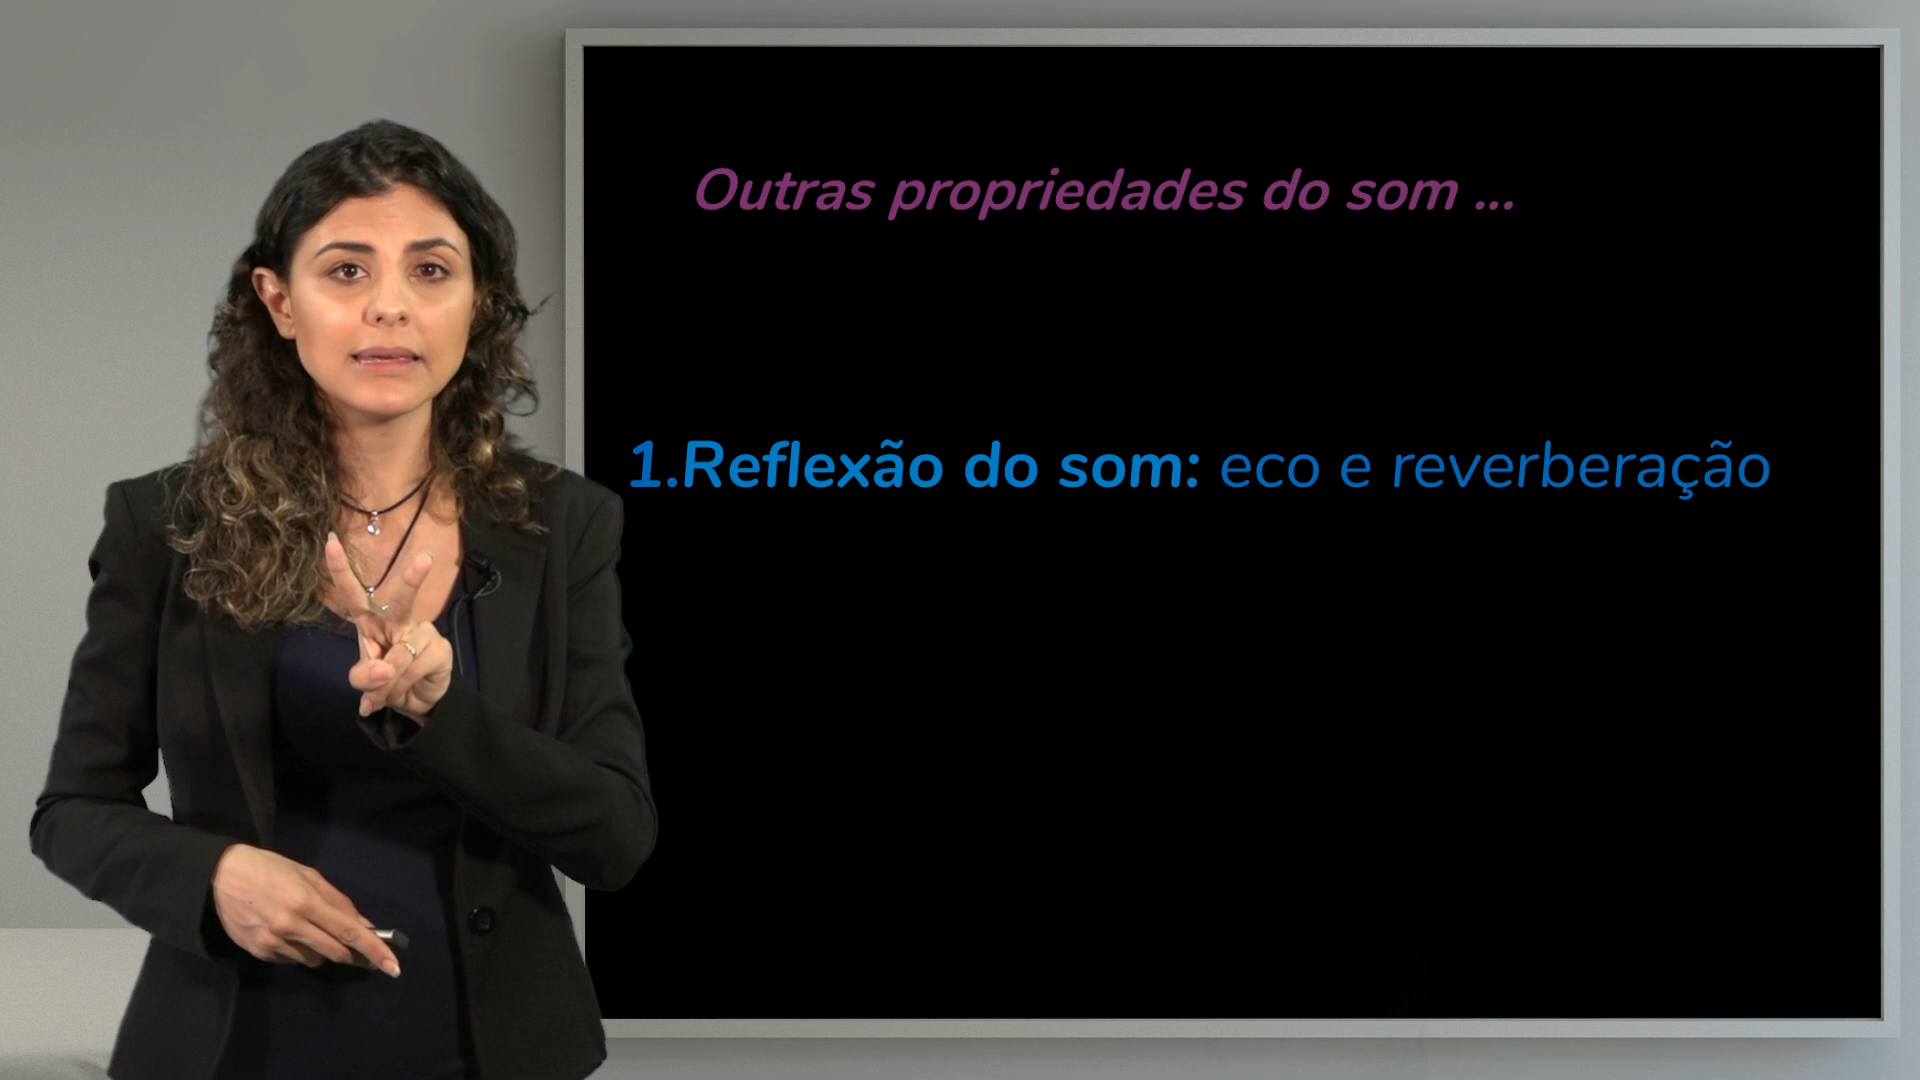 Outras propriedades do som ...
1.Reflexão do som: eco e reverberação